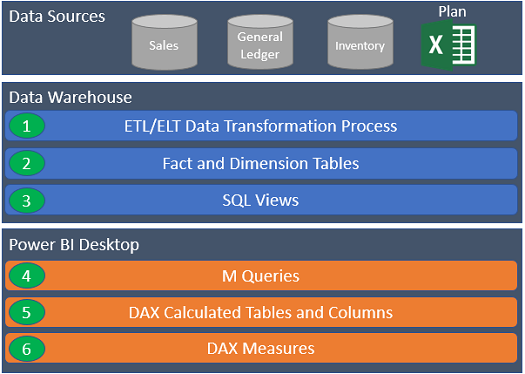 Data Sources
Sales
General
Ledger
Inventory
Plan
X
Data Warehouse
1 ETL/ELT Data Transformation Process
2 Fact and Dimension Tables
3 SQL Views
Power BI Desktop
4 M Queries
5 DAX Calculated Tables and Columns
6 DAX Measures